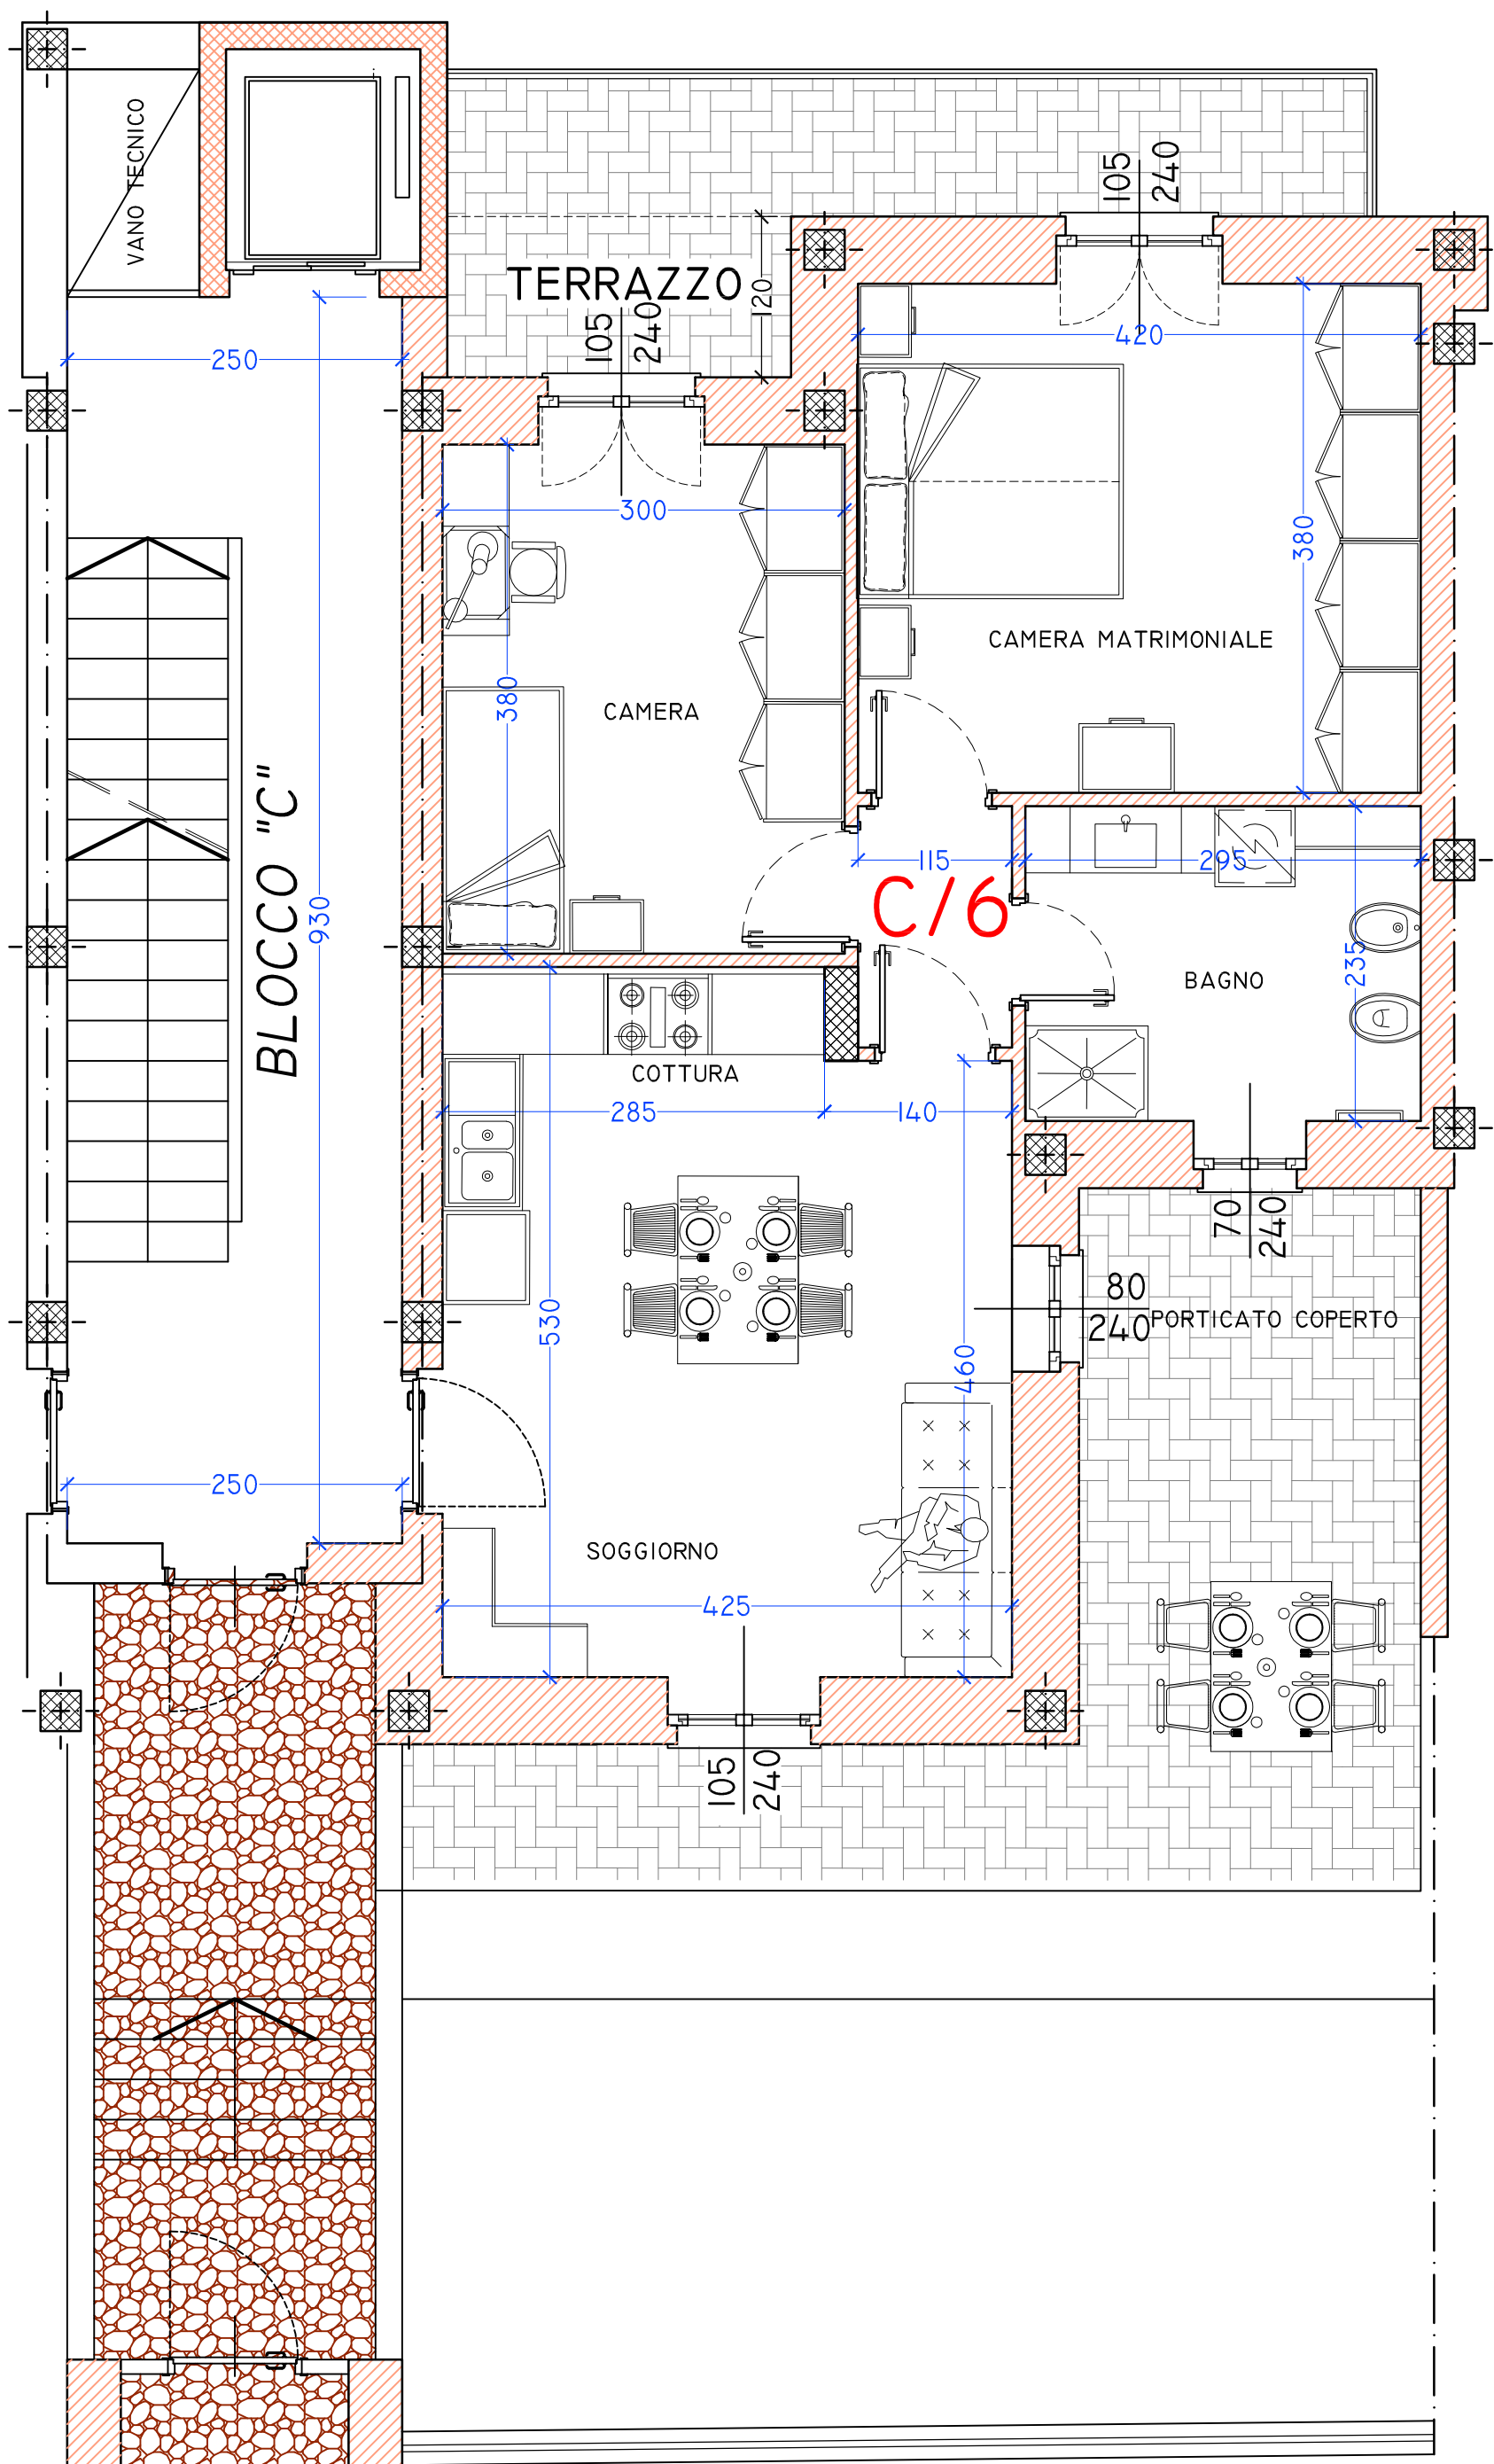 VANO TECNICO
105
240
TERRAZZO
120
105
240
250
420
300
380
CAMERA MATRIMONIALE
380
CAMERA
BLOCCO "C"
930
115
295
C/6
235
BAGNO
COTTURA
285
140
70
240
80
240
PORTICATO COPERTO
530
460
250
SOGGIORNO
425
105
240